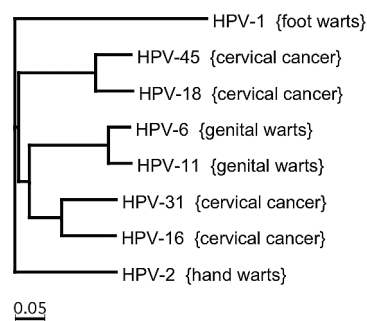 HPV-1 {foot warts}
HPV-45 {cervical cancer}
HPV-18 {cervical cancer}
HPV-6 {genital warts}
HPV-11 {genital warts}
HPV-31 {cervical cancer}
HPV-16 {cervical cancer}
HPV-2 {hand warts}
0.05